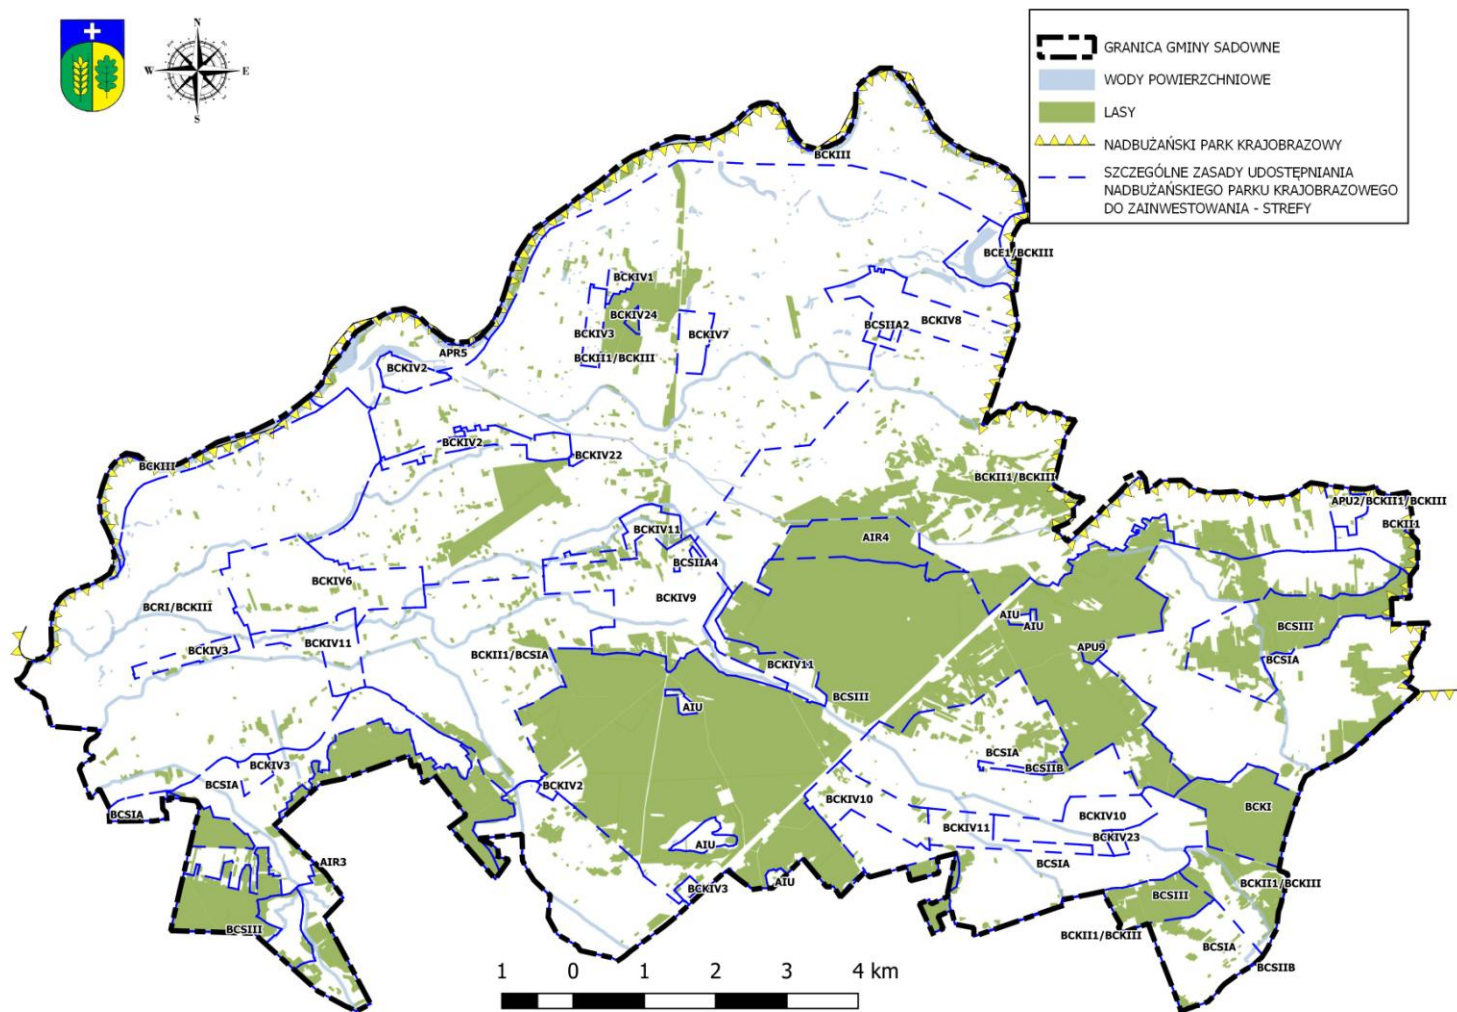 N
W
E
S
GRANICA GMINY SADOWNE
WODY POWIERZCHNIOWE
LASY
NADBUŻAŃSKI PARK KRAJOBRAZOWY
SZCZEGÓLNE ZASADY UDOSTĘPNIANIA
NADBUŻAŃSKIEGO PARKU KRAJOBRAZOWEGO
DO ZAINWESTOWANIA - STREFY
BCKIII
BCE1/BCKIII
BCKIV1
BCKIV24
BCKIV3
BCKIV7
BCKII1/BCKIII
BCSIIA2
BCKIV8
APR5
BCKIV2
BCKIV2
BCKIV22
BCKIII
BCKII1/BCKIII
APU2/BCKII1/BCKIII
BCKII1
BCKIV11
AIR4
BCSIIA4
BCKIV6
BCKIV9
BCRI/BCKIII
AIU
AIU
BCSIII
BCKIV3
BCKIV11
BCKII1/BCSIA
BCKIV11
APU9
BCSIA
BCSIII
AIU
BCSIA
BCSIIB
BCKIV3
BCSIA
BCKIV2
BCKIV10
BCKI
BCSIA
BCKIV11
BCKIV10
BCKIV23
AIU
AIR3
BCSIA
AIU
BCKIV3
BCKII1/BCKIII
BCSIII
BCSIII
BCKII1/BCKIII
BCSIA
BCSIIB
1 0 1 2 3 4 km